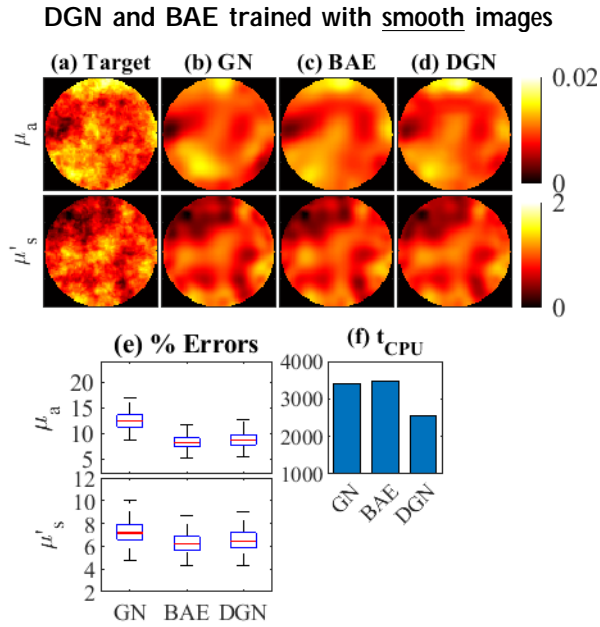 DGN and BAE trained with smooth images
(a) Target (b) GN (c) BAE (d) DGN
μa
0.02
0
μ's
2
0
(e) % Errors
μa
20
15
10
5
μ's
12
10
8
6
4
2
GN BAE DGN
(f) tCPU
4000
3000
2000
1000
GN BAE DGN